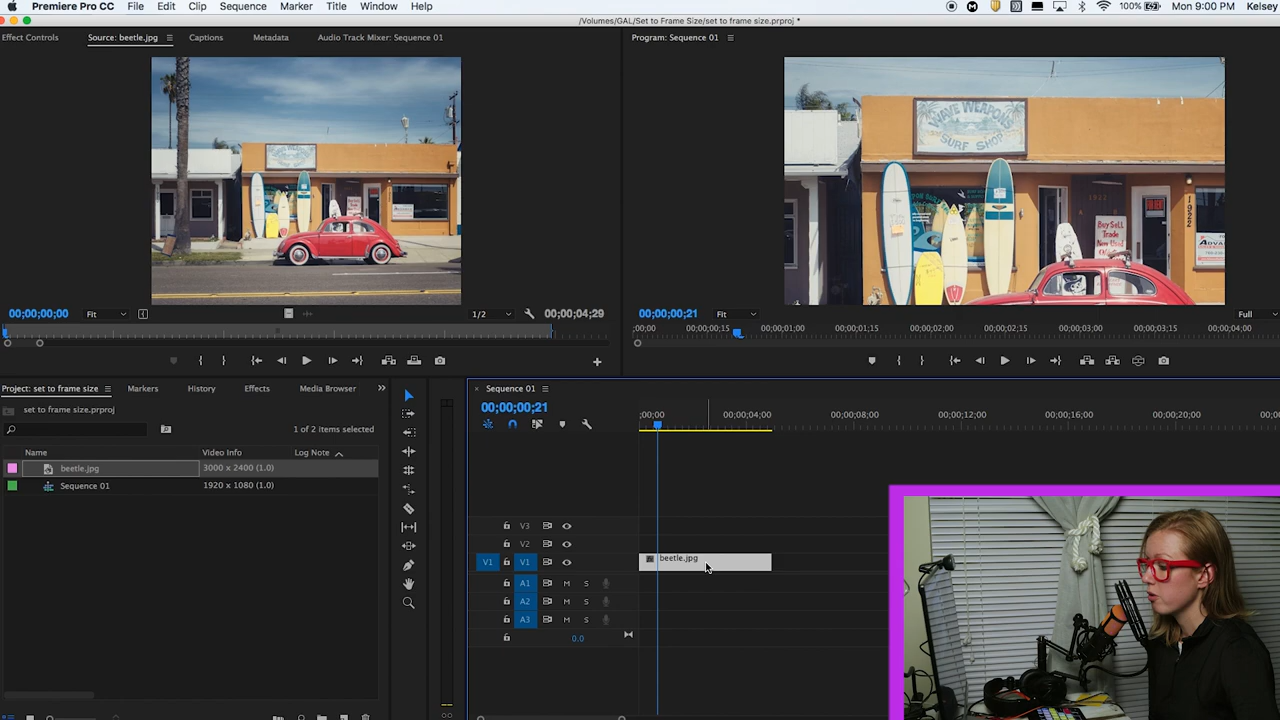 Premiere Pro CC File Edit Clip Sequence Marker Title Window Help 100% Mon 9:00 PM Kelsey
/Volumes/GAL/Set to Frame Size/set to frame size.prproj *
Effect Controls Source: beetle.jpg Captions Metadata Audio Track Mixer: Sequence 01 Program: Sequence 01
WAVE WEAPONS
SURF SHOP
1922
Buy Sell
Trade
New Used
00;00;00;00 Fit 1/2 00;00;04;29 00;00;00;21 Fit Full
;00;00 00;00;00;15 00;00;01;00 00;00;01;15 00;00;02;00 00;00;02;15 00;00;03;00 00;00;03;15 00;00;04;00
Project: set to frame size Markers History Effects Media Browser
set to frame size.prproj
1 of 2 items selected
Name Video Info Log Note
beetle.jpg 3000 x 2400 (1.0)
Sequence 01 1920 x 1080 (1.0)
× Sequence 01
00;00;00;21
;00;00 00;00;04;00 00;00;08;00 00;00;12;00 00;00;16;00 00;00;20;00
V3
V2
V1 V1 beetle.jpg
A1 M S
A2 M S
A3 M S
0.0